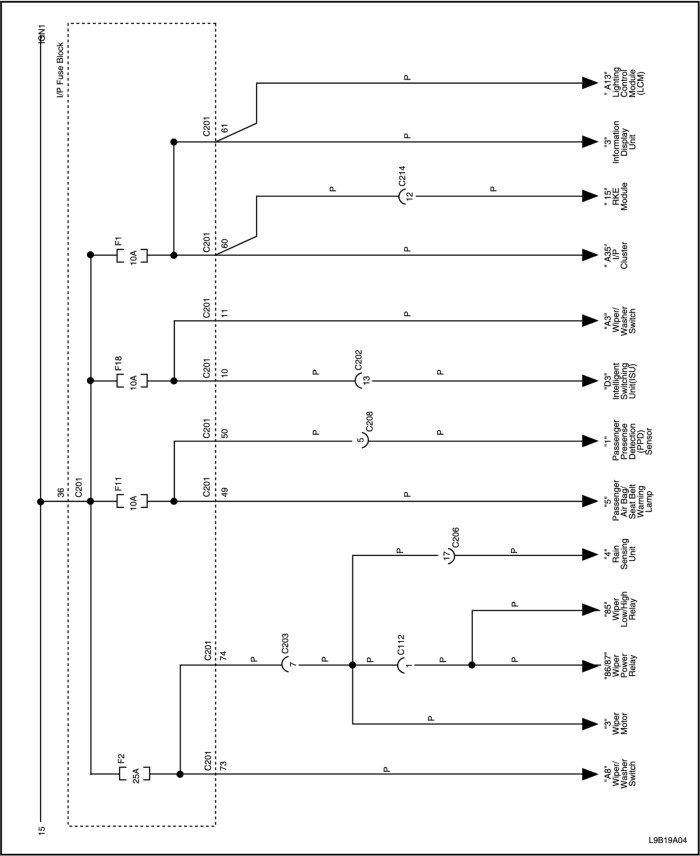 IGN1
15
I/P Fuse Block
36
C201
F1
10A
F18
10A
F11
10A
F2
25A
C201
61
C201
60
C201
11
C201
10
C201
50
C201
49
C201
74
C201
73
P
P
P
C214
12
P
P
P
P
C202
13
P
P
C208
5
P
P
P
C206
17
P
P
C203
7
P
P
C112
1
P
P
P
P
P
" A13"
Lighting
Control
Module
(LCM)
"3"
Information
Display
Unit
" 15"
RKE
Module
" A35"
I/P
Cluster
"A3"
Wiper/
Washer
Switch
"D3"
Intelligent
Switching
Unit(ISU)
"1"
Passenger
Presense
Detection
(PPD)
Sensor
"5"
Passenger
Air Bag/
Seat Belt
Warning
Lamp
"4"
Rain
Sensing
Unit
"85"
Wiper
Low/High
Relay
"86/87"
Wiper
Power
Relay
"3"
Wiper
Motor
"A8"
Wiper/
Washer
Switch
L9B19A04